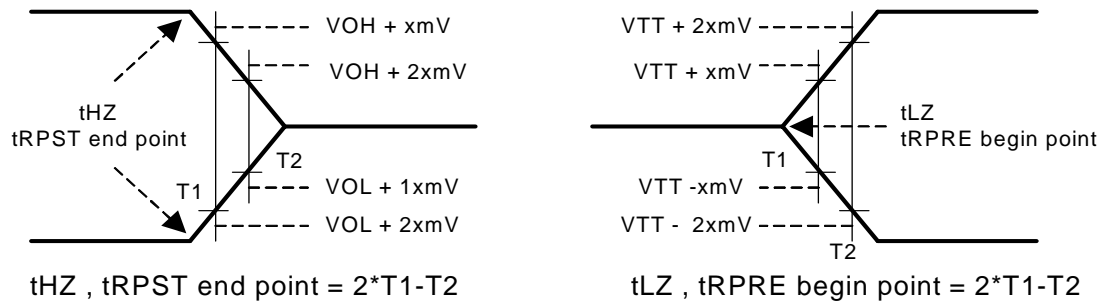 VOH + xmV
VOH + 2xmV
tHZ
tRPST end point
T1
T2
VOL + 1xmV
VOL + 2xmV
tHZ , tRPST end point = 2*T1-T2
VTT + 2xmV
VTT + xmV
tLZ
tRPRE begin point
T1
VTT -xmV
VTT - 2xmV
T2
tLZ , tRPRE begin point = 2*T1-T2